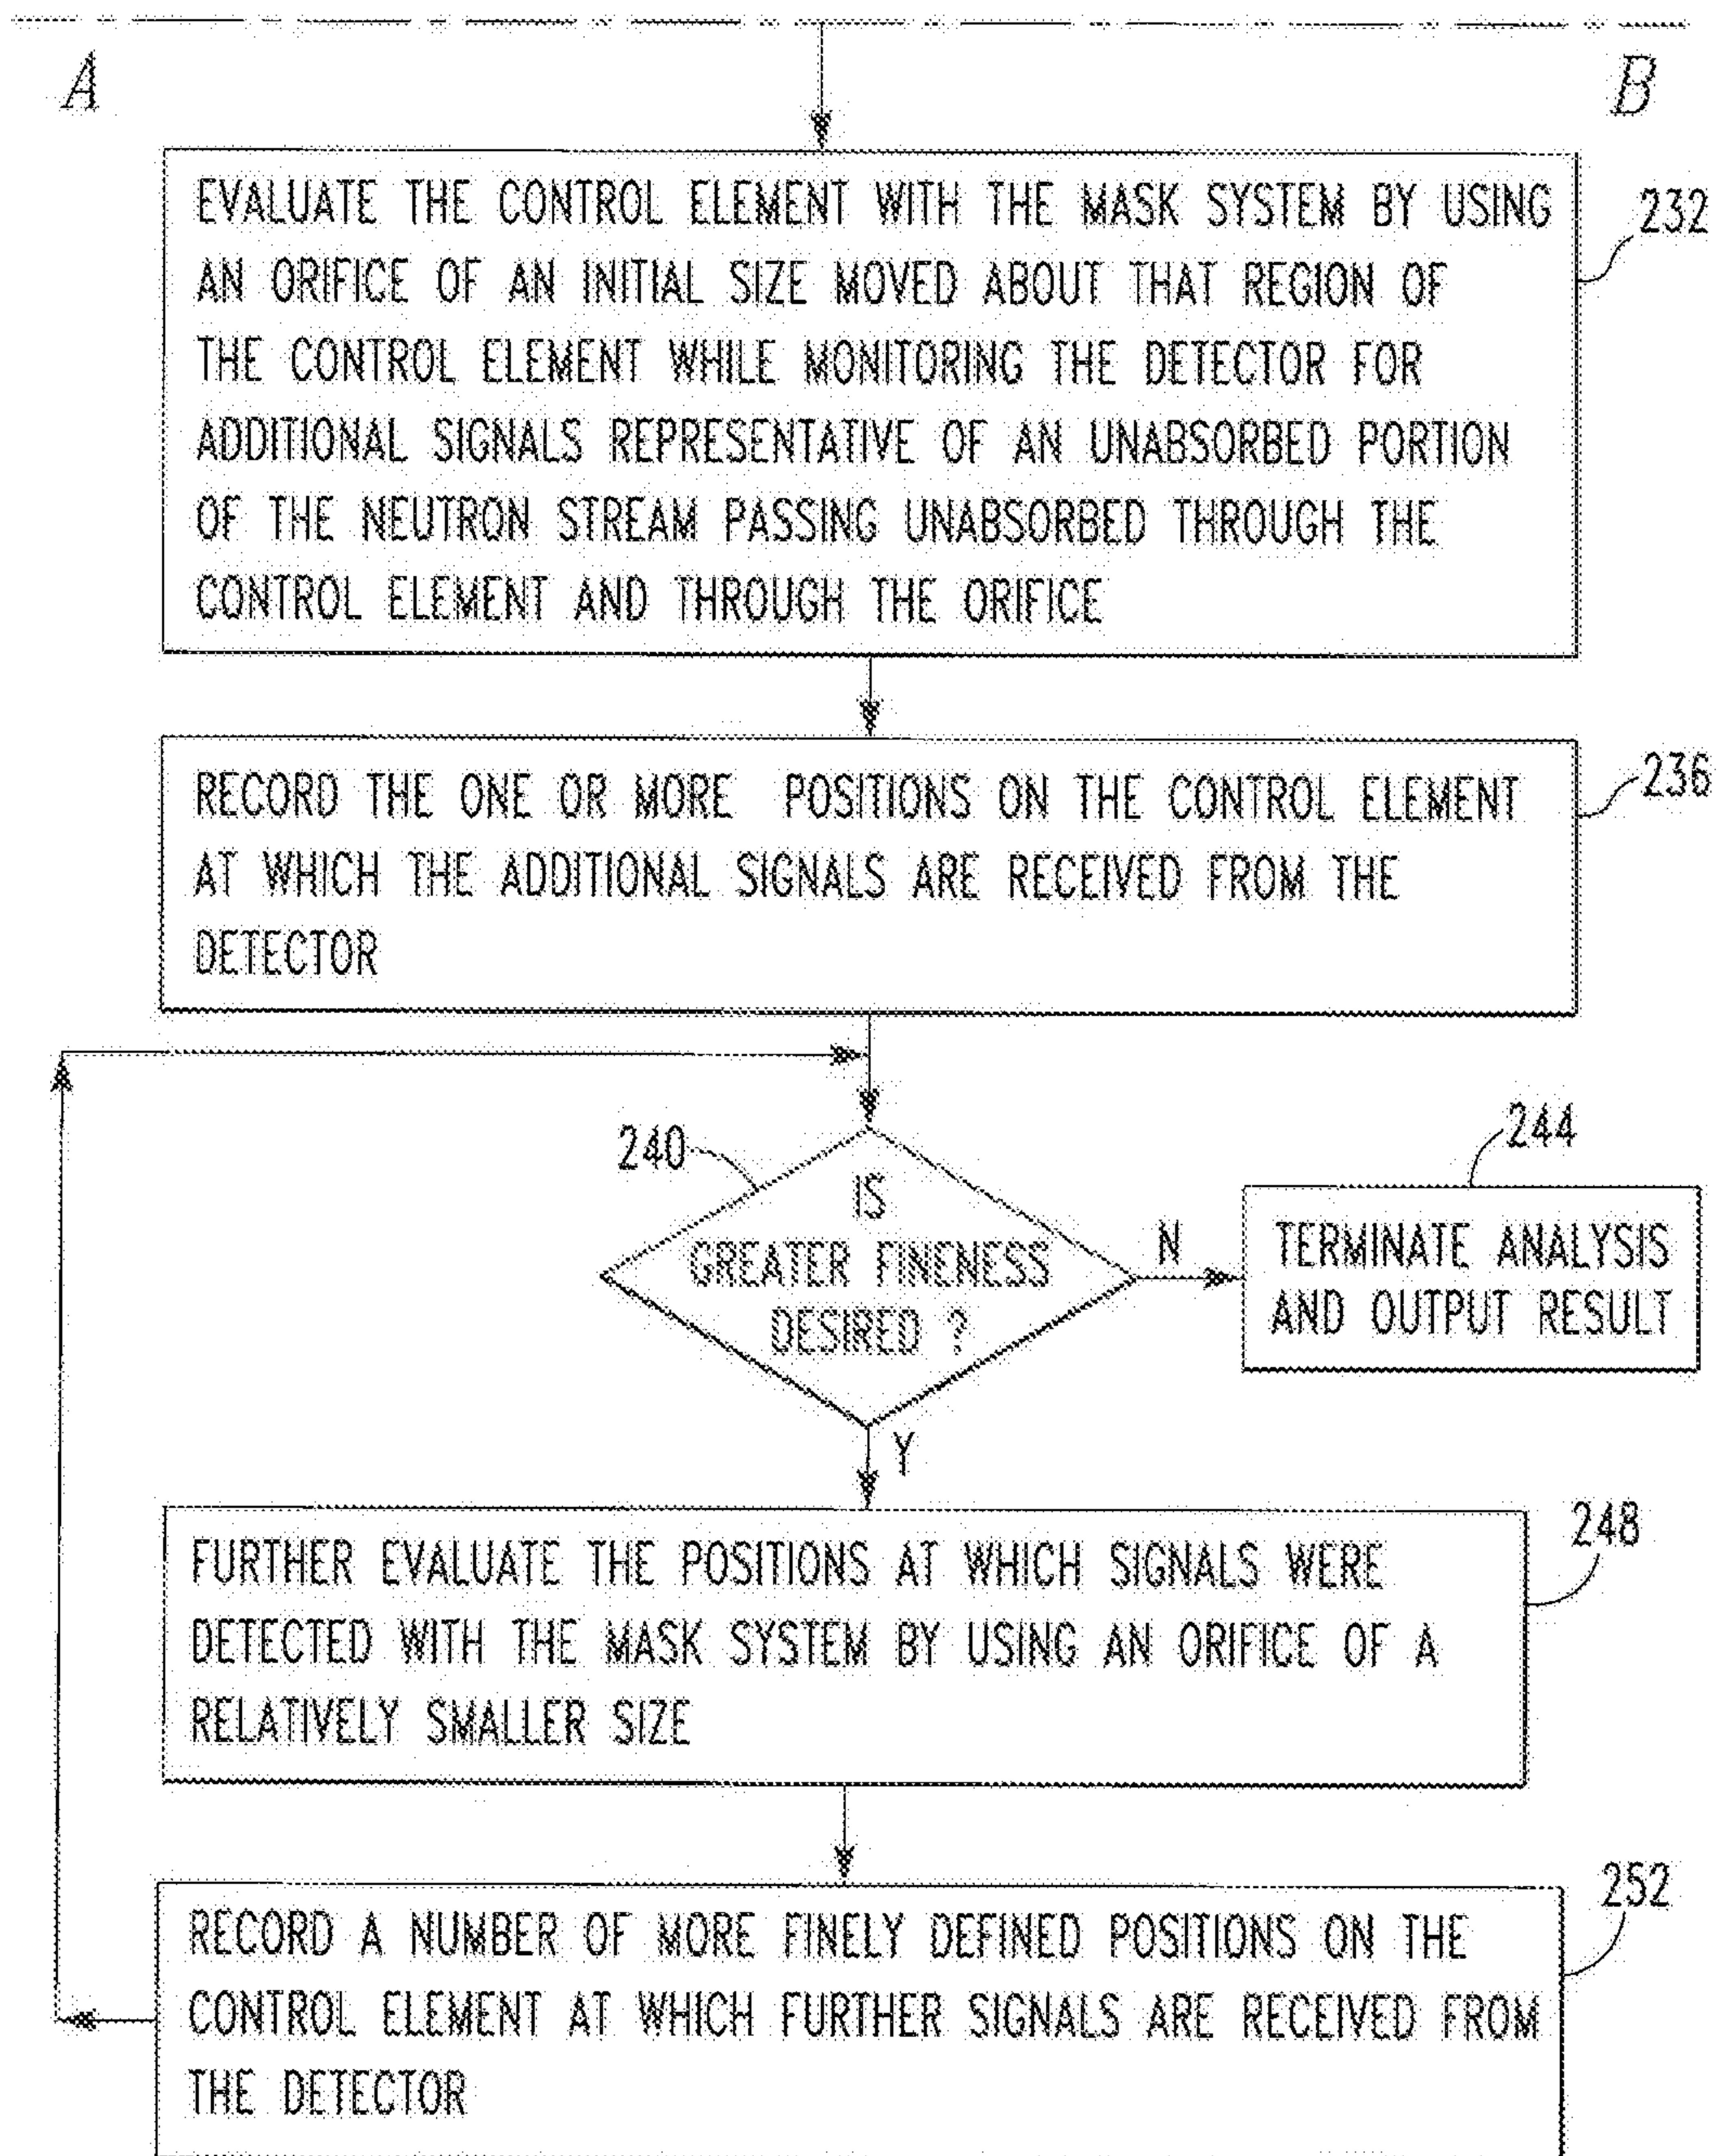 A
B
EVALUATE THE CONTROL ELEMENT WITH THE MASK SYSTEM BY USING
AN ORIFICE OF AN INITIAL SIZE MOVED ABOUT THAT REGION OF
THE CONTROL ELEMENT WHILE MONITORING THE DETECTOR FOR
ADDITIONAL SIGNALS REPRESENTATIVE OF AN UNABSORBED PORTION
OF THE NEUTRON STREAM PASSING UNABSORBED THROUGH THE
CONTROL ELEMENT AND THROUGH THE ORIFICE
232
RECORD THE ONE OR MORE POSITIONS ON THE CONTROL ELEMENT
AT WHICH THE ADDITIONAL SIGNALS ARE RECEIVED FROM THE
DETECTOR
236
240
IS
GREATER FINENESS
DESIRED ?
N
244
TERMINATE ANALYSIS
AND OUTPUT RESULT
Y
FURTHER EVALUATE THE POSITIONS AT WHICH SIGNALS WERE
DETECTED WITH THE MASK SYSTEM BY USING AN ORIFICE OF A
RELATIVELY SMALLER SIZE
248
RECORD A NUMBER OF MORE FINELY DEFINED POSITIONS ON THE
CONTROL ELEMENT AT WHICH FURTHER SIGNALS ARE RECEIVED FROM
THE DETECTOR
252